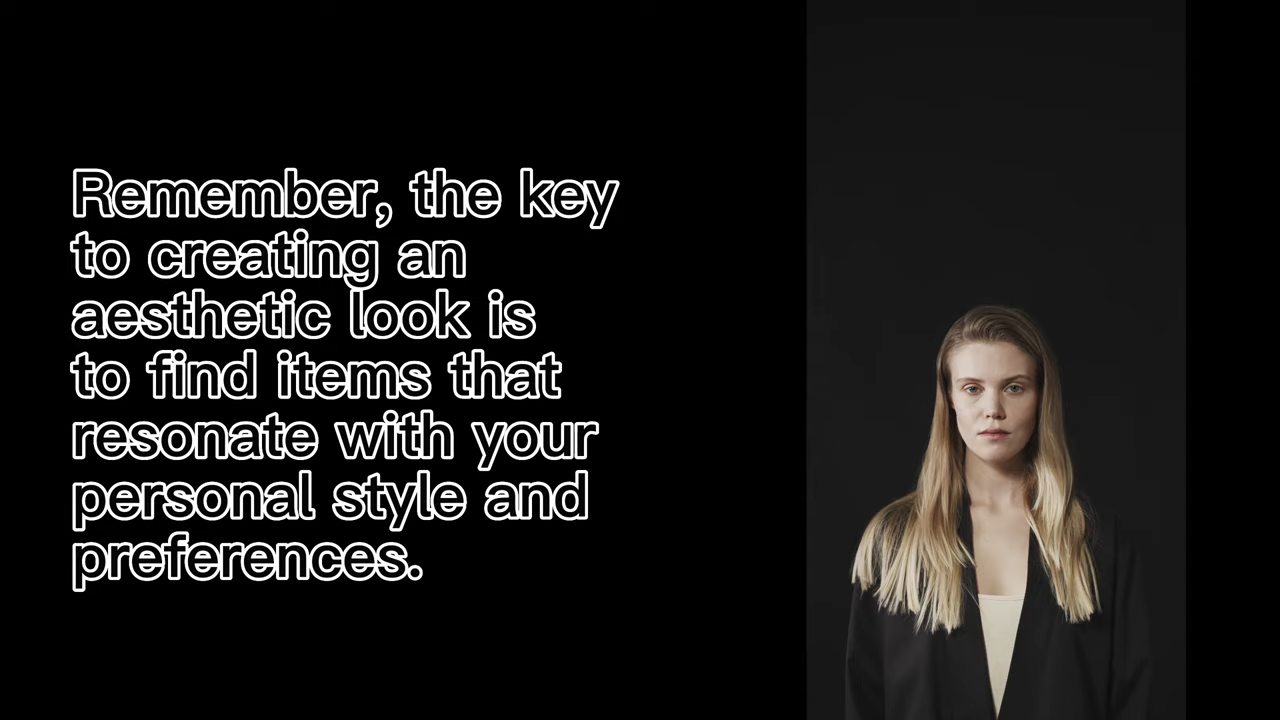 Remember, the key
to creating an
aesthetic look is
to find items that
resonate with your
personal style and
preferences.